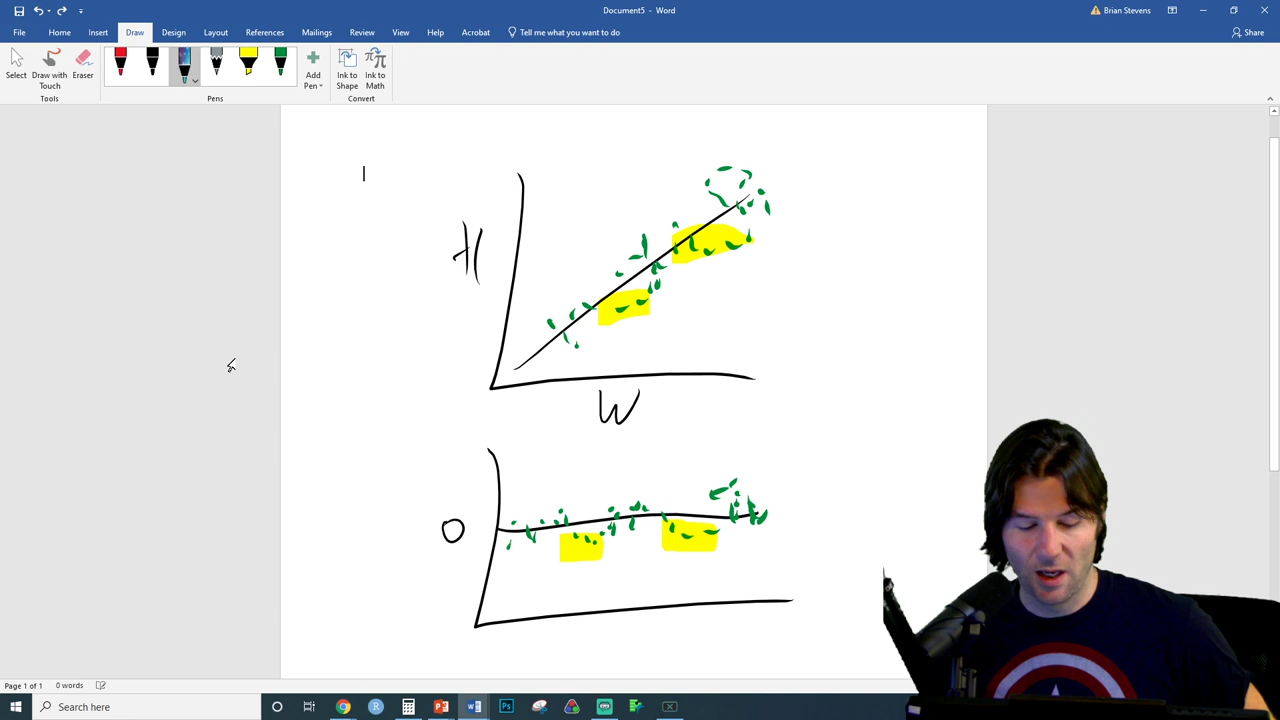 Document5 - Word
Brian Stevens
File Home Insert Draw Design Layout References Mailings Review View Help Acrobat Tell me what you want to do
Share
Select
Draw with Touch
Eraser
Add Pen
Ink to Shape
Ink to Math
Tools
Pens
Convert
H
W
O
Page 1 of 1 0 words
Search here